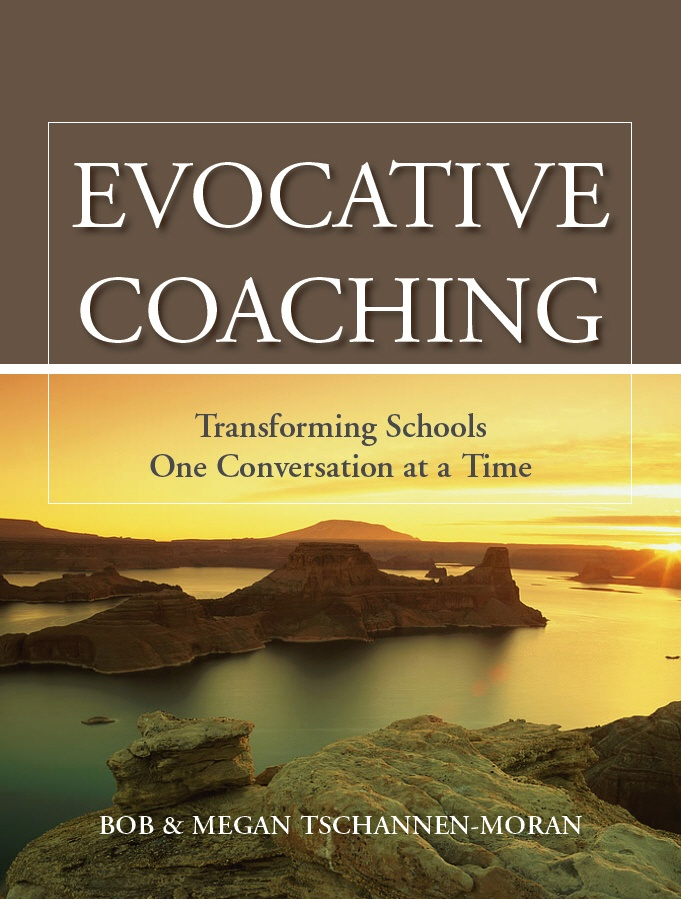 EVOCATIVE
COACHING
Transforming Schools
One Conversation at a Time
BOB & MEGAN TSCHANNEN-MORAN